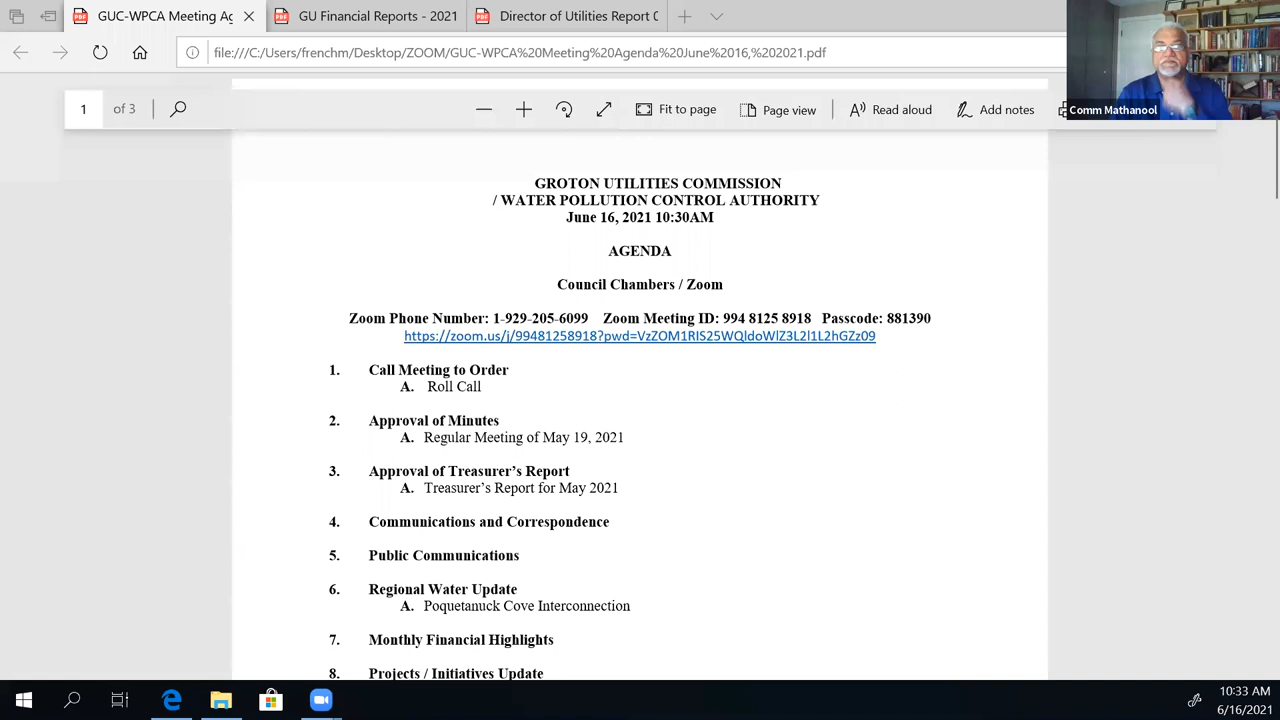 GUC-WPCA Meeting Ag
GU Financial Reports - 2021
Director of Utilities Report O
file:///C:/Users/frenchm/Desktop/ZOOM/GUC-WPCA%20Meeting%20Agenda%20June%2016,%202021.pdf
1 of 3
Fit to page
Page view
Read aloud
Add notes
Comm Mathanool
GROTON UTILITIES COMMISSION
/ WATER POLLUTION CONTROL AUTHORITY
June 16, 2021 10:30AM
AGENDA
Council Chambers / Zoom
Zoom Phone Number: 1-929-205-6099 Zoom Meeting ID: 994 8125 8918 Passcode: 881390
https://zoom.us/j/99481258918?pwd=VzZOM1RIS25WQldoWlZ3L2l1L2hGZz09
1. Call Meeting to Order
A. Roll Call
2. Approval of Minutes
A. Regular Meeting of May 19, 2021
3. Approval of Treasurer's Report
A. Treasurer's Report for May 2021
4. Communications and Correspondence
5. Public Communications
6. Regional Water Update
A. Poquetanuck Cove Interconnection
7. Monthly Financial Highlights
8. Projects / Initiatives Update
10:33 AM
6/16/2021